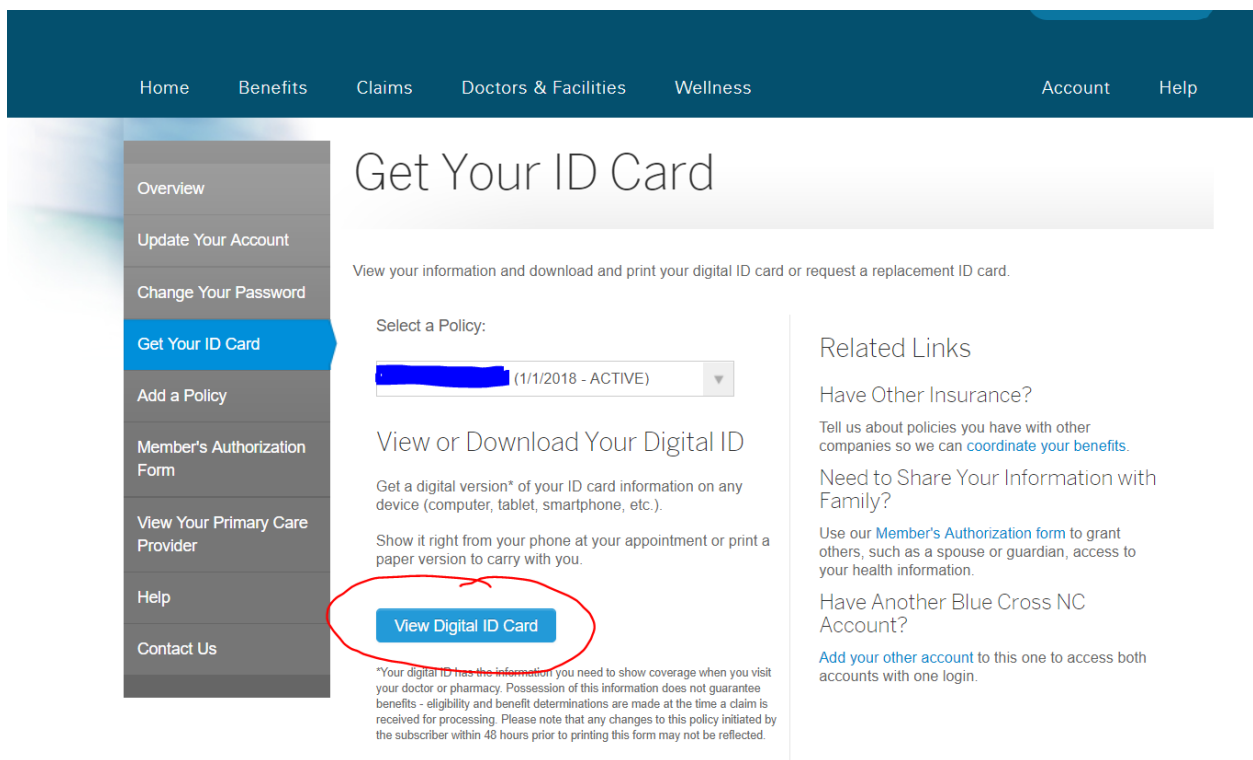 Home Benefits Claims Doctors & Facilities Wellness Account Help
Overview
Update Your Account
Change Your Password
Get Your ID Card
Add a Policy
Member's Authorization
Form
View Your Primary Care
Provider
Help
Contact Us
Get Your ID Card
View your information and download and print your digital ID card or request a replacement ID card.
Select a Policy:
(1/1/2018 - ACTIVE)
View or Download Your Digital ID
Get a digital version* of your ID card information on any
device (computer, tablet, smartphone, etc.).
Show it right from your phone at your appointment or print a
paper version to carry with you.
View Digital ID Card
*Your digital ID has the information you need to show coverage when you visit
your doctor or pharmacy. Possession of this information does not guarantee
benefits - eligibility and benefit determinations are made at the time a claim is
received for processing. Please note that any changes to this policy initiated by
the subscriber within 48 hours prior to printing this form may not be reflected.
Related Links
Have Other Insurance?
Tell us about policies you have with other
companies so we can coordinate your benefits.
Need to Share Your Information with
Family?
Use our Member's Authorization form to grant
others, such as a spouse or guardian, access to
your health information.
Have Another Blue Cross NC
Account?
Add your other account to this one to access both
accounts with one login.